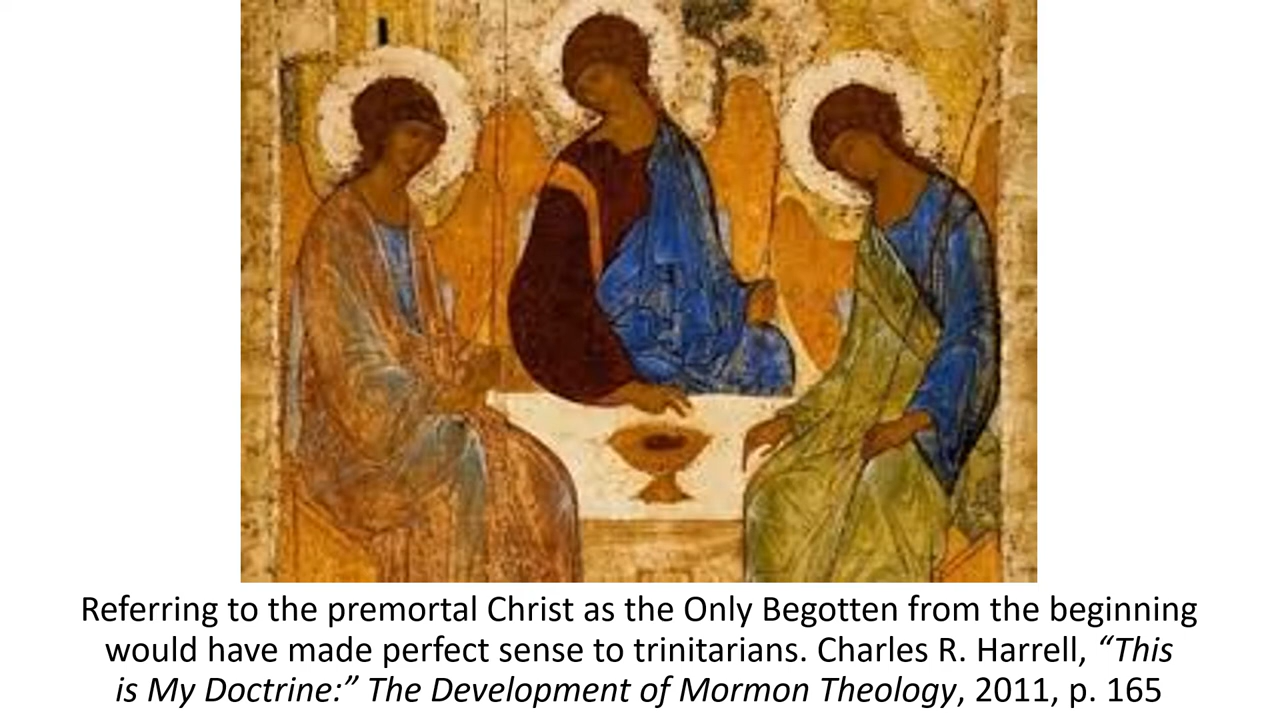 Referring to the premortal Christ as the Only Begotten from the beginning
would have made perfect sense to trinitarians. Charles R. Harrell, “This
is My Doctrine:” The Development of Mormon Theology, 2011, p. 165